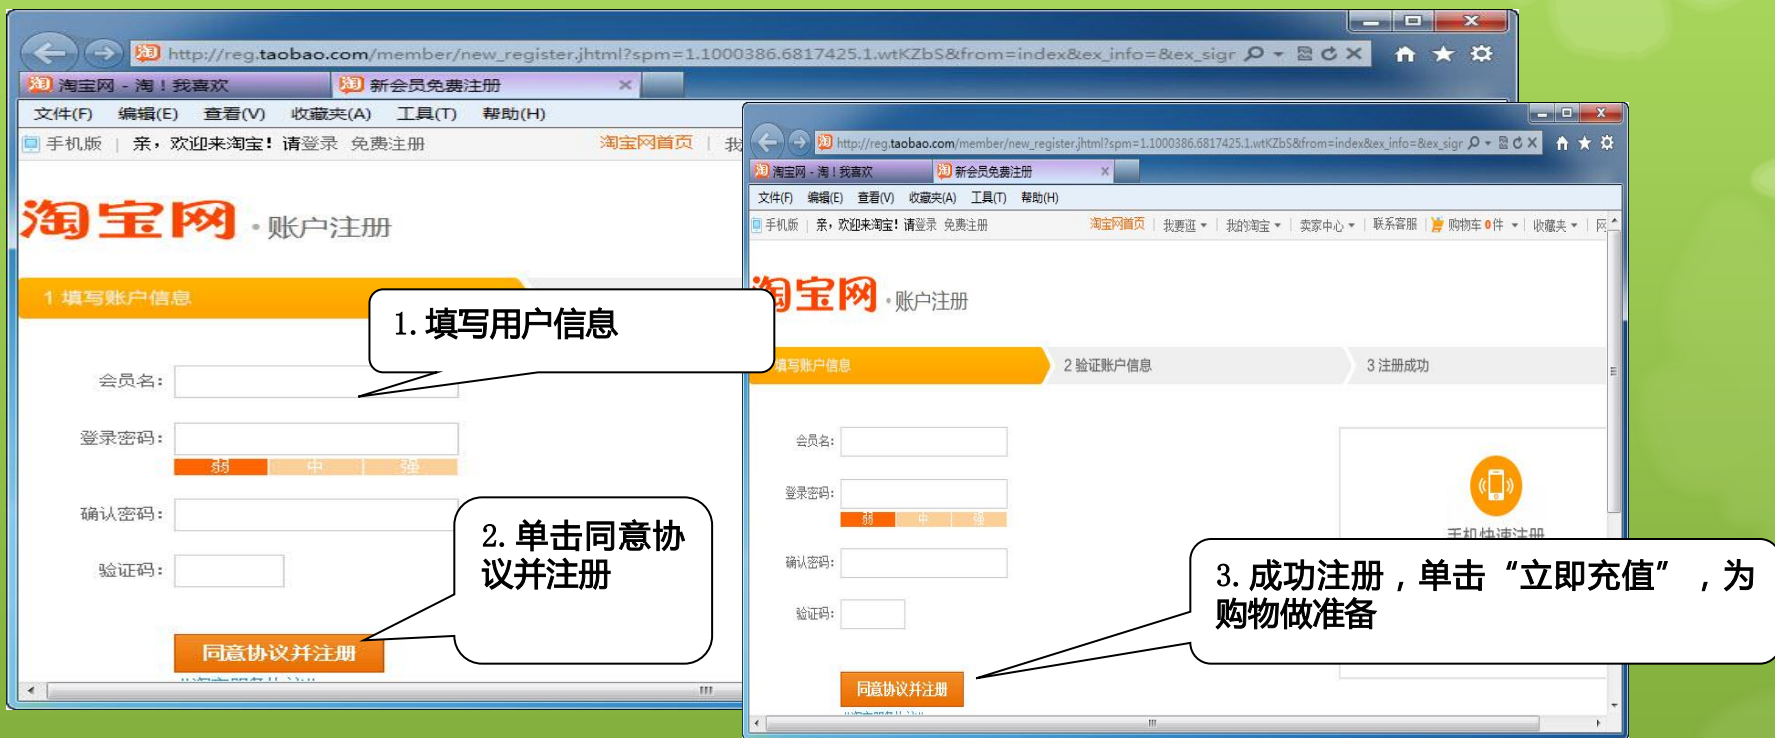 http://reg.taobao.com/member/new_register.jhtml?spm=1.1000386.6817425.1.wtKZbS&from=index&ex_info=&ex_sigr
淘宝网 - 淘！我喜欢
新会员免费注册
文件(F) 编辑(E) 查看(V) 收藏夹(A) 工具(T) 帮助(H)
手机版 | 亲，欢迎来淘宝！请登录 免费注册 淘宝网首页 | 我
淘宝网 · 账户注册
1 填写账户信息
1. 填写用户信息
会员名：
登录密码：
弱 中 强
确认密码：
验证码：
2. 单击同意协
议并注册
同意协议并注册
http://reg.taobao.com/member/new_register.jhtml?spm=1.1000386.6817425.1.wtKZbS&from=index&ex_info=&ex_sigr
淘宝网 - 淘！我喜欢
新会员免费注册
文件(F) 编辑(E) 查看(V) 收藏夹(A) 工具(T) 帮助(H)
手机版 | 亲，欢迎来淘宝！请登录 免费注册 淘宝网首页 | 我要逛 | 我的淘宝 | 卖家中心 | 联系客服 | 购物车0件 | 收藏夹 |
淘宝网 · 账户注册
填写账户信息
2 验证账户信息
3 注册成功
会员名：
登录密码：
弱 中 强
确认密码：
验证码：
手机快速注册
3. 成功注册，单击“立即充值”，为
购物做准备
同意协议并注册